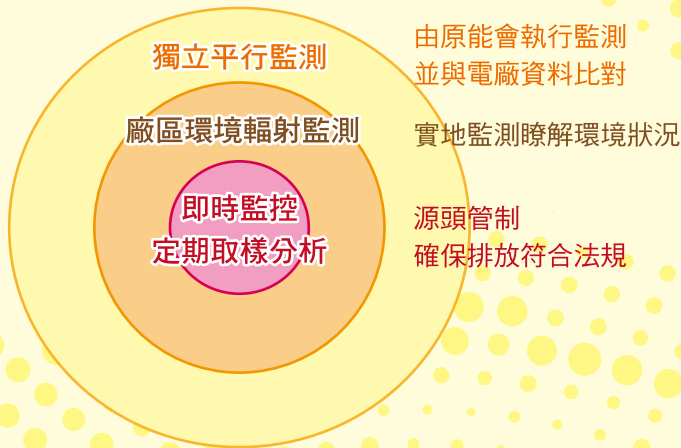 獨立平行監測
由原能會執行監測
並與電廠資料比對
廠區環境輻射監測
實地監測瞭解環境狀況
即時監控
定期取樣分析
源頭管制
確保排放符合法規